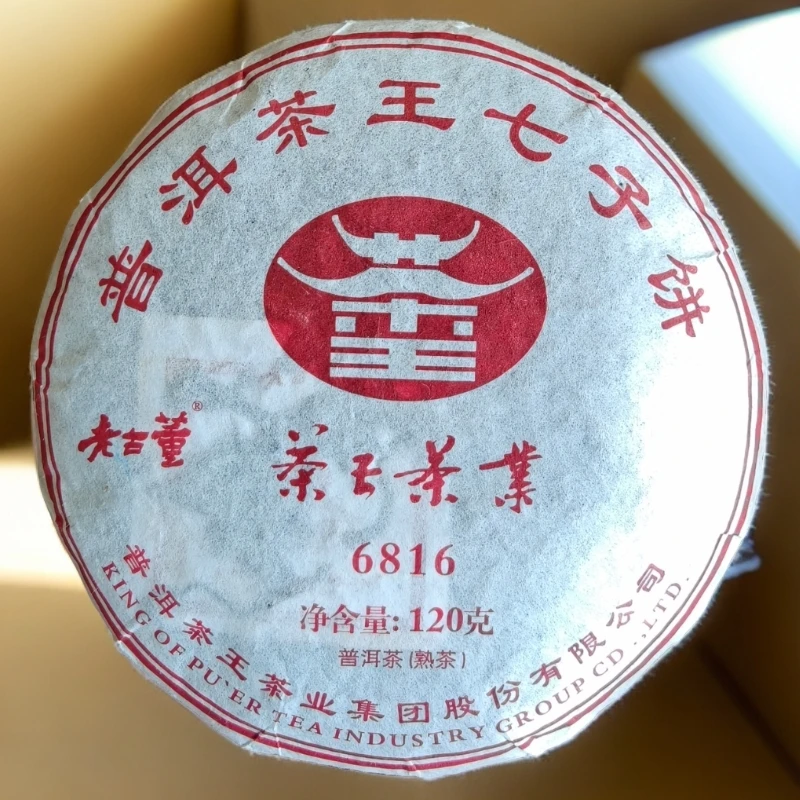 普洱茶王七子饼
老古董®
茶王茶業
6816
净含量: 120克
普洱茶(熟茶)
普洱茶王茶业集团股份有限公司
KING OF PU`ER TEA INDUSTRY GROUP CD .,LTD.